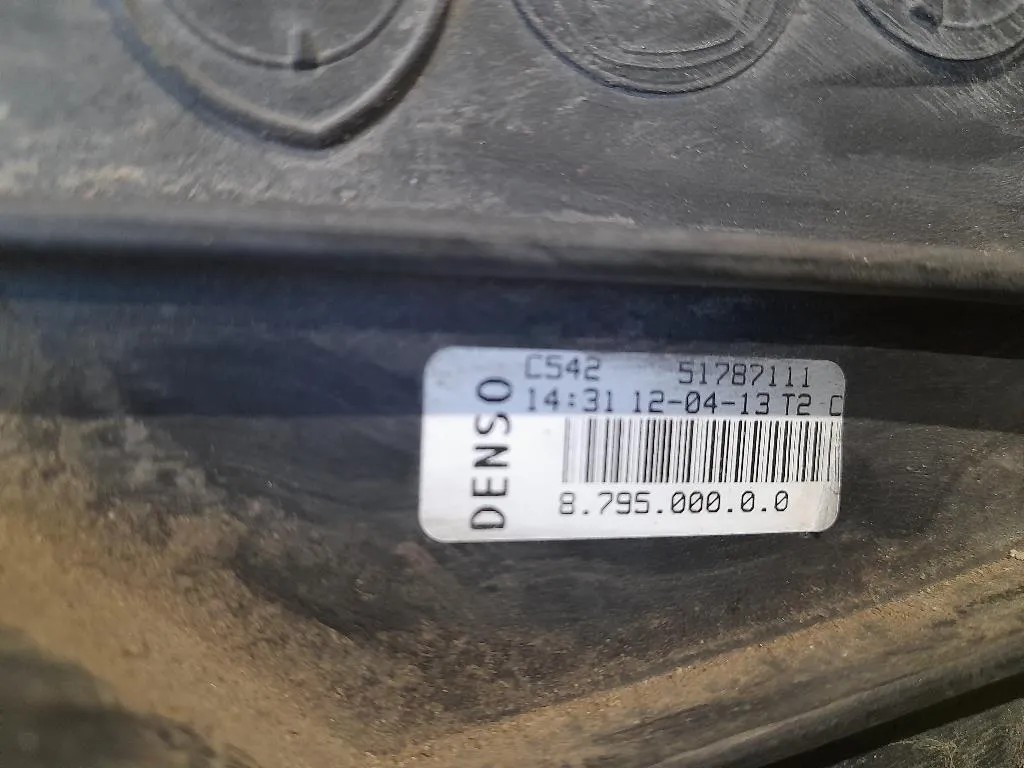 C542 51787111
14:31 12-04-13 T2 C
DENSO
8.795.000.0.0